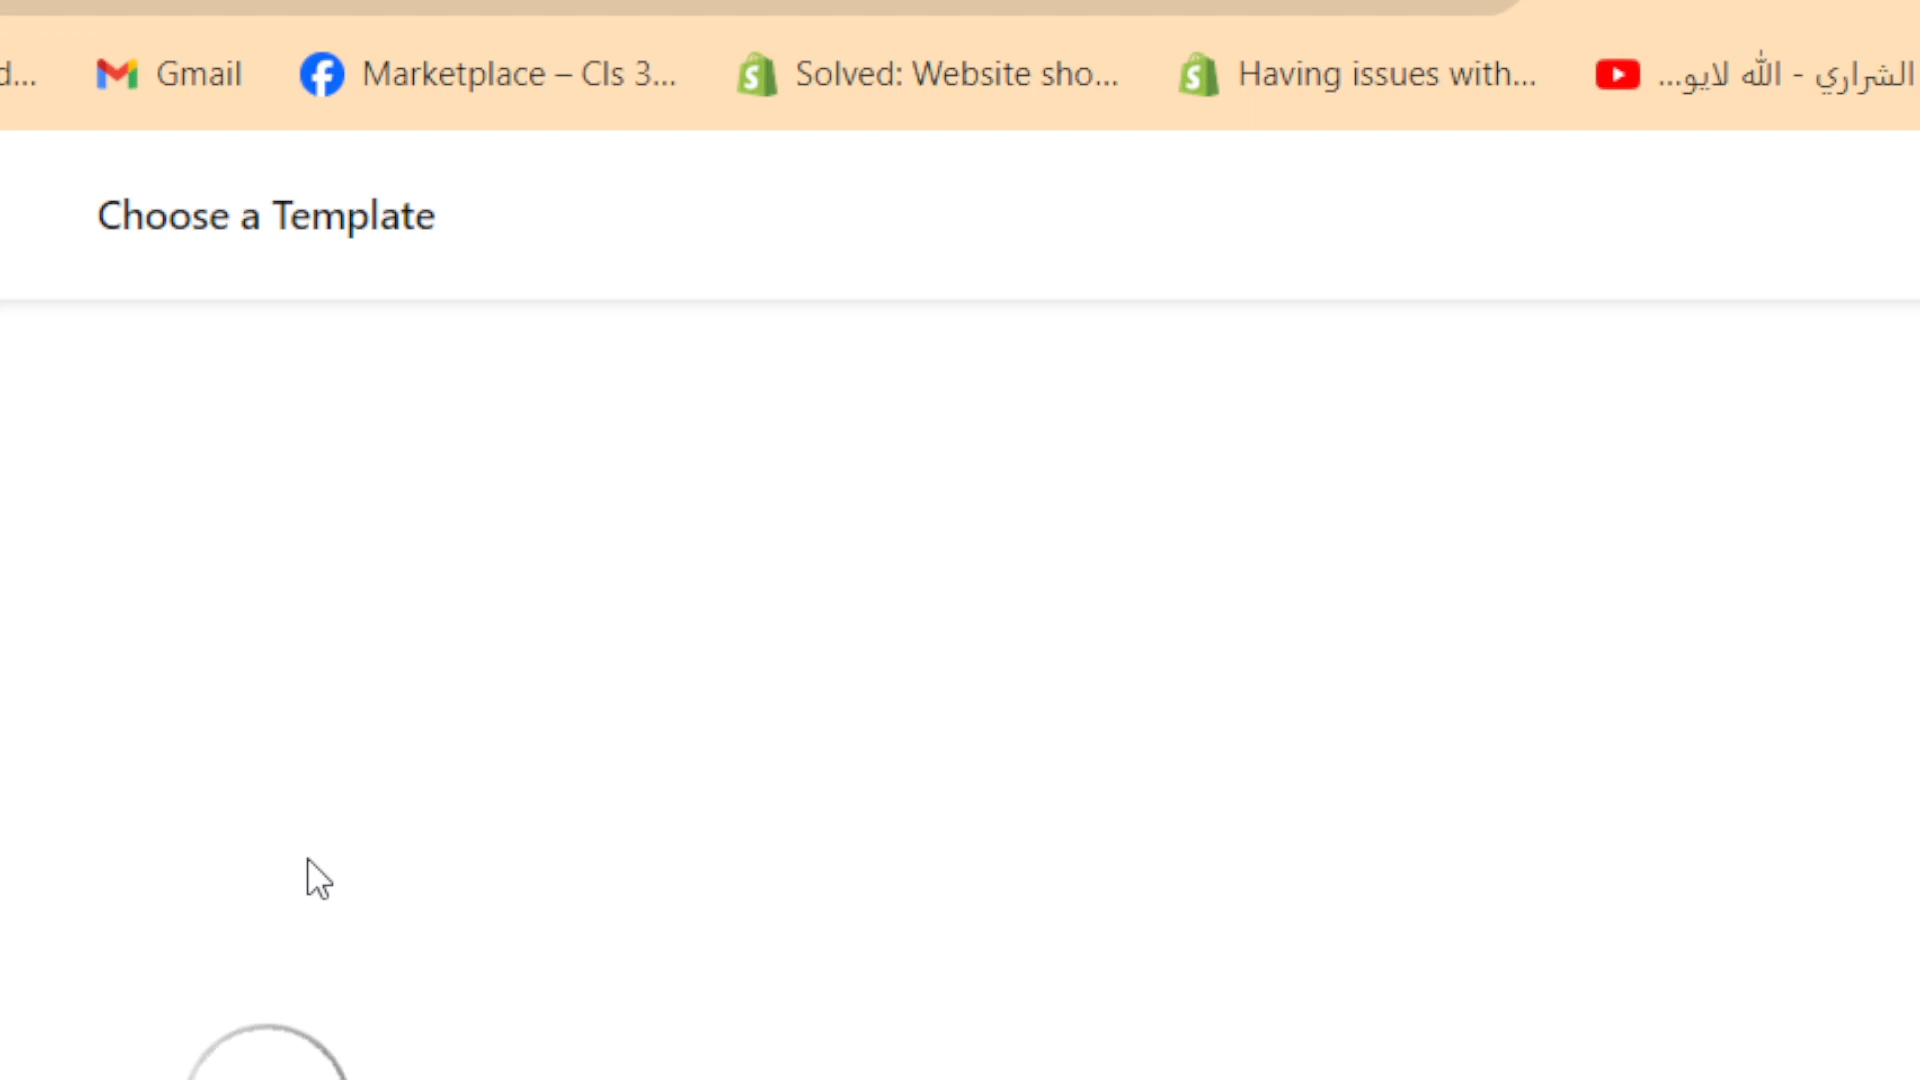 d...
Gmail
Marketplace – Cls 3...
Solved: Website sho...
Having issues with...
الشراري - الله لايو...
Choose a Template